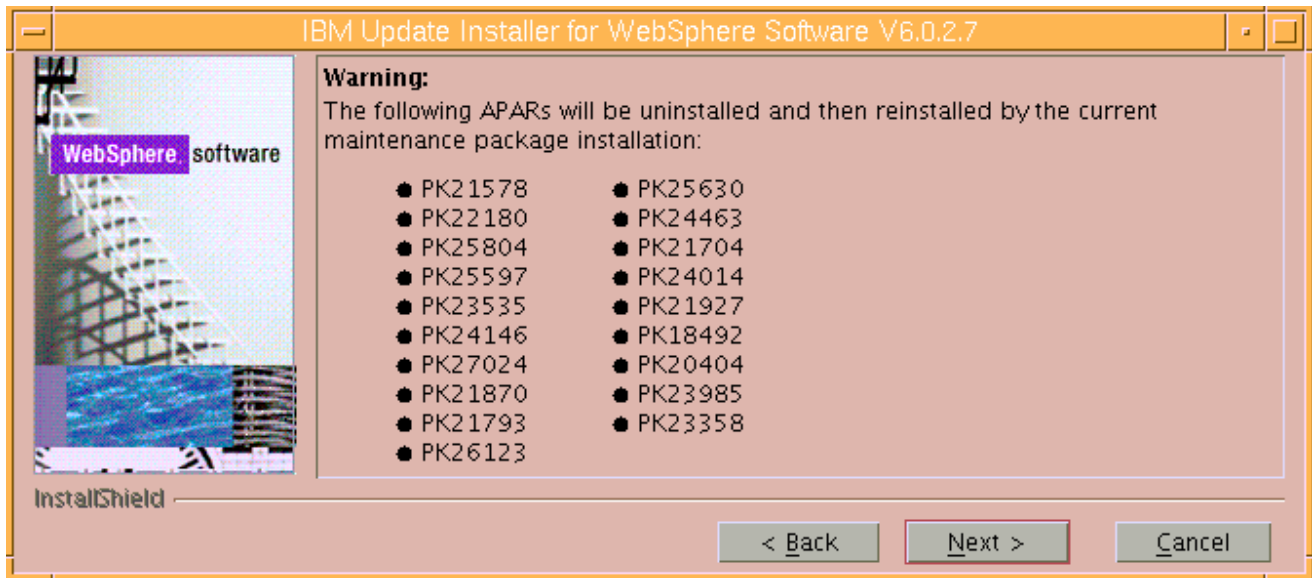 IBM Update Installer for WebSphere Software V6.0.2.7
WebSphere. software
Warning:
The following APARs will be uninstalled and then reinstalled by the current
maintenance package installation:
● PK21578
● PK22180
● PK25804
● PK25597
● PK23535
● PK24146
● PK27024
● PK21870
● PK21793
● PK26123
● PK25630
● PK24463
● PK21704
● PK24014
● PK21927
● PK18492
● PK20404
● PK23985
● PK23358
InstallShield
< Back
Next >
Cancel